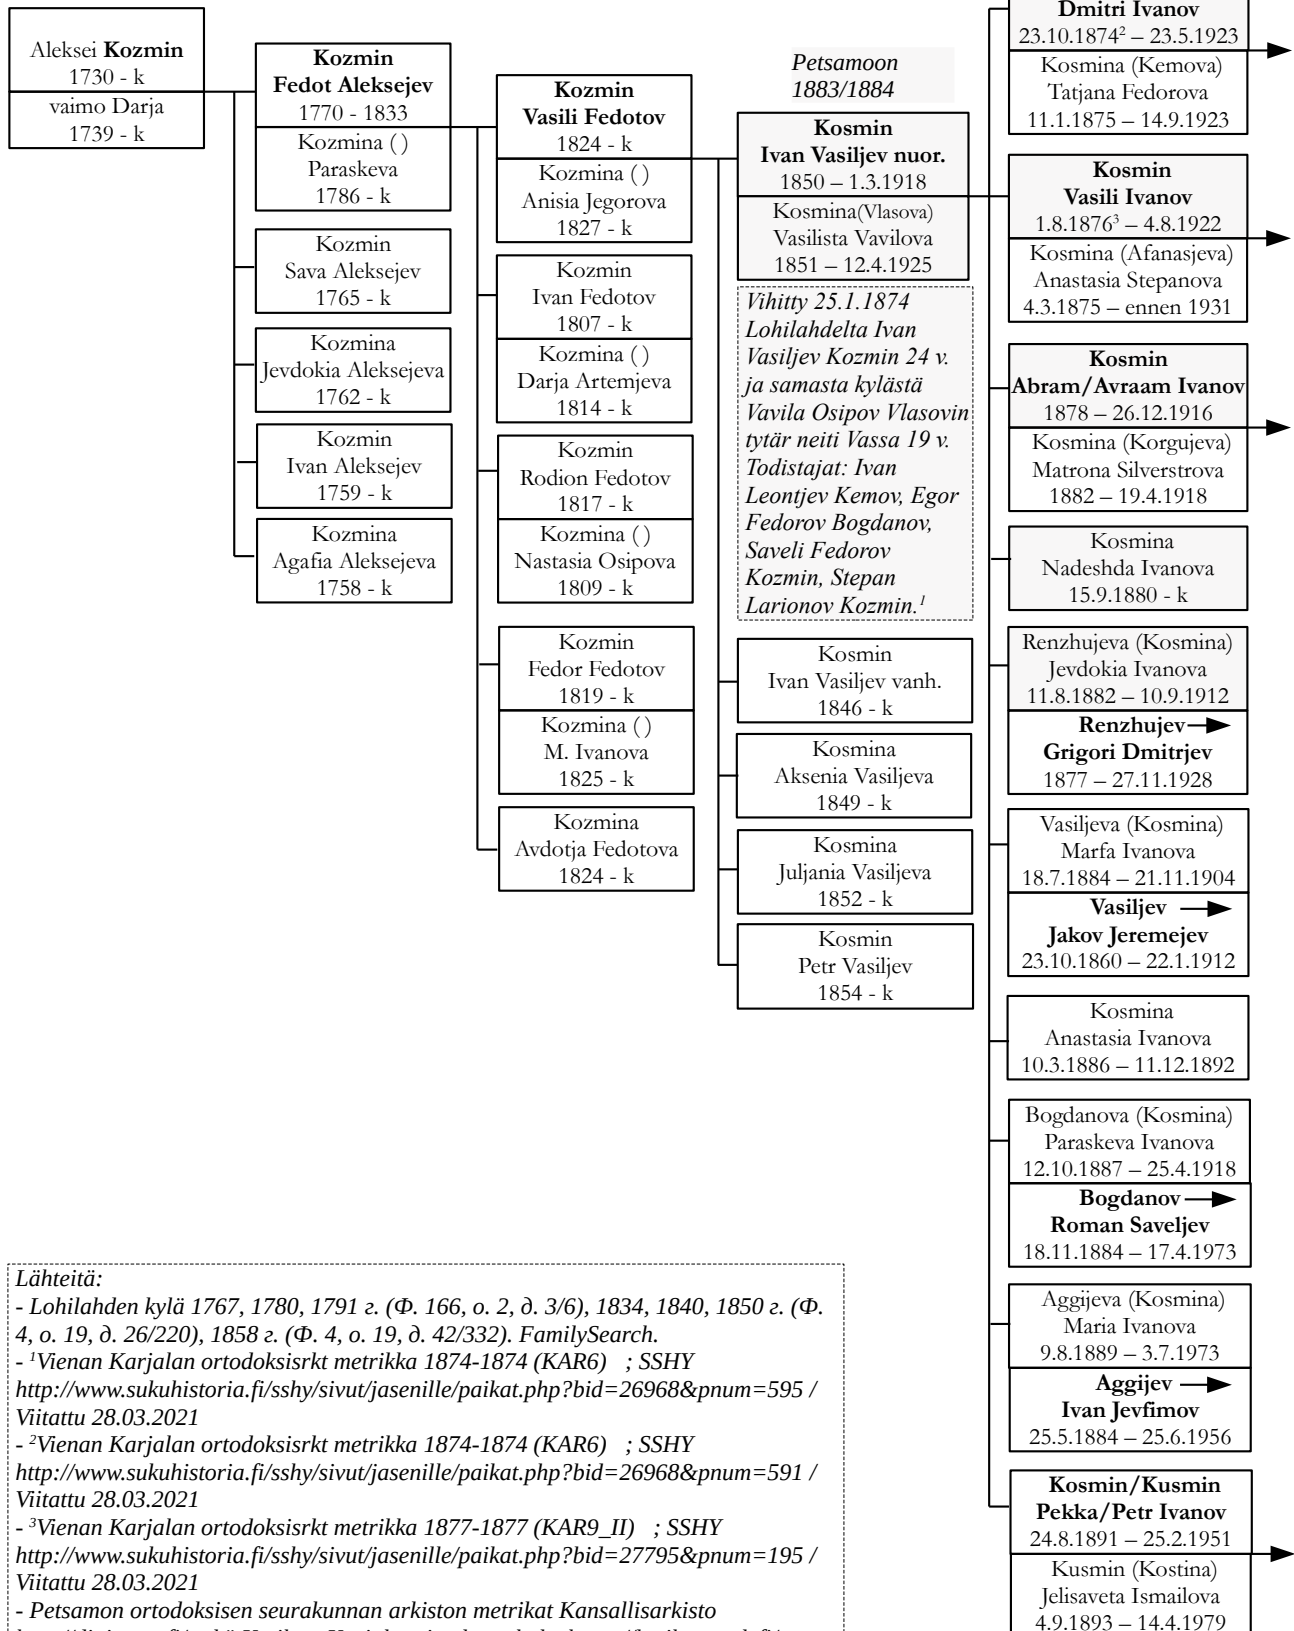 Aleksei Kozmin
1730 - k
vaimo Darja
1739 - k
Kozmin
Fedot Aleksejev
1770 - 1833
Kozmina ( )
Paraskeva
1786 - k
Kozmin
Sava Aleksejev
1765 - k
Kozmina
Jevdokia Aleksejeva
1762 - k
Kozmin
Ivan Aleksejev
1759 - k
Kozmina
Agafia Aleksejeva
1758 - k
Kozmin
Vasili Fedotov
1824 - k
Kozmina ( )
Anisia Jegorova
1827 - k
Kozmin
Ivan Fedotov
1807 - k
Kozmina ( )
Darja Artemjeva
1814 - k
Kozmin
Rodion Fedotov
1817 - k
Kozmina ( )
Nastasia Osipova
1809 - k
Kozmin
Fedor Fedotov
1819 - k
Kozmina ( )
M. Ivanova
1825 - k
Kozmina
Avdotja Fedotova
1824 - k
Petsamoon
1883/1884
Kosmin
Ivan Vasiljev nuor.
1850 – 1.3.1918
Kosmina(Vlasova)
Vasilista Vavilova
1851 – 12.4.1925
Vihitty 25.1.1874
Lohilahdelta Ivan
Vasiljev Kozmin 24 v.
ja samasta kylästä
Vavila Osipov Vlasovin
tytär neiti Vassa 19 v.
Todistajat: Ivan
Leontjev Kemov, Egor
Fedorov Bogdanov,
Saveli Fedorov
Kozmin, Stepan
Larionov Kozmin.¹
Kosmin
Ivan Vasiljev vanh.
1846 - k
Kosmina
Aksenia Vasiljeva
1849 - k
Kosmina
Juljania Vasiljeva
1852 - k
Kosmin
Petr Vasiljev
1854 - k
Dmitri Ivanov
23.10.1874² – 23.5.1923
Kosmina (Kemova)
Tatjana Fedorova
11.1.1875 – 14.9.1923
Kosmin
Vasili Ivanov
1.8.1876³ – 4.8.1922
Kosmina (Afanasjeva)
Anastasia Stepanova
4.3.1875 – ennen 1931
Kosmin
Abram/Avraam Ivanov
1878 – 26.12.1916
Kosmina (Korgujeva)
Matrona Silverstrova
1882 – 19.4.1918
Kosmina
Nadeshda Ivanova
15.9.1880 - k
Renzhujeva (Kosmina)
Jevdokia Ivanova
11.8.1882 – 10.9.1912
Renzhujev
Grigori Dmitrjev
1877 – 27.11.1928
Vasiljeva (Kosmina)
Marfa Ivanova
18.7.1884 – 21.11.1904
Vasiljev
Jakov Jeremejev
23.10.1860 – 22.1.1912
Kosmina
Anastasia Ivanova
10.3.1886 – 11.12.1892
Bogdanova (Kosmina)
Paraskeva Ivanova
12.10.1887 – 25.4.1918
Bogdanov
Roman Saveljev
18.11.1884 – 17.4.1973
Aggijeva (Kosmina)
Maria Ivanova
9.8.1889 – 3.7.1973
Aggijev
Ivan Jevfimov
25.5.1884 – 25.6.1956
Kosmin/Kusmin
Pekka/Petr Ivanov
24.8.1891 – 25.2.1951
Kusmin (Kostina)
Jelisaveta Ismailova
4.9.1893 – 14.4.1979
Lähteitä:
- Lohilahden kylä 1767, 1780, 1791 г. (Ф. 166, о. 2, д. 3/6), 1834, 1840, 1850 г. (Ф.
4, о. 19, д. 26/220), 1858 г. (Ф. 4, о. 19, д. 42/332). FamilySearch.
- ¹Vienan Karjalan ortodoksisrkt metrikka 1874-1874 (KAR6) ; SSHY
http://www.sukuhistoria.fi/sshy/sivut/jasenille/paikat.php?bid=26968&pnum=595 /
Viitattu 28.03.2021
- ²Vienan Karjalan ortodoksisrkt metrikka 1874-1874 (KAR6) ; SSHY
http://www.sukuhistoria.fi/sshy/sivut/jasenille/paikat.php?bid=26968&pnum=591 /
Viitattu 28.03.2021
- ³Vienan Karjalan ortodoksisrkt metrikka 1877-1877 (KAR9_II) ; SSHY
http://www.sukuhistoria.fi/sshy/sivut/jasenille/paikat.php?bid=27795&pnum=195 /
Viitattu 28.03.2021
- Petsamon ortodoksisen seurakunnan arkiston metrikat Kansallisarkisto